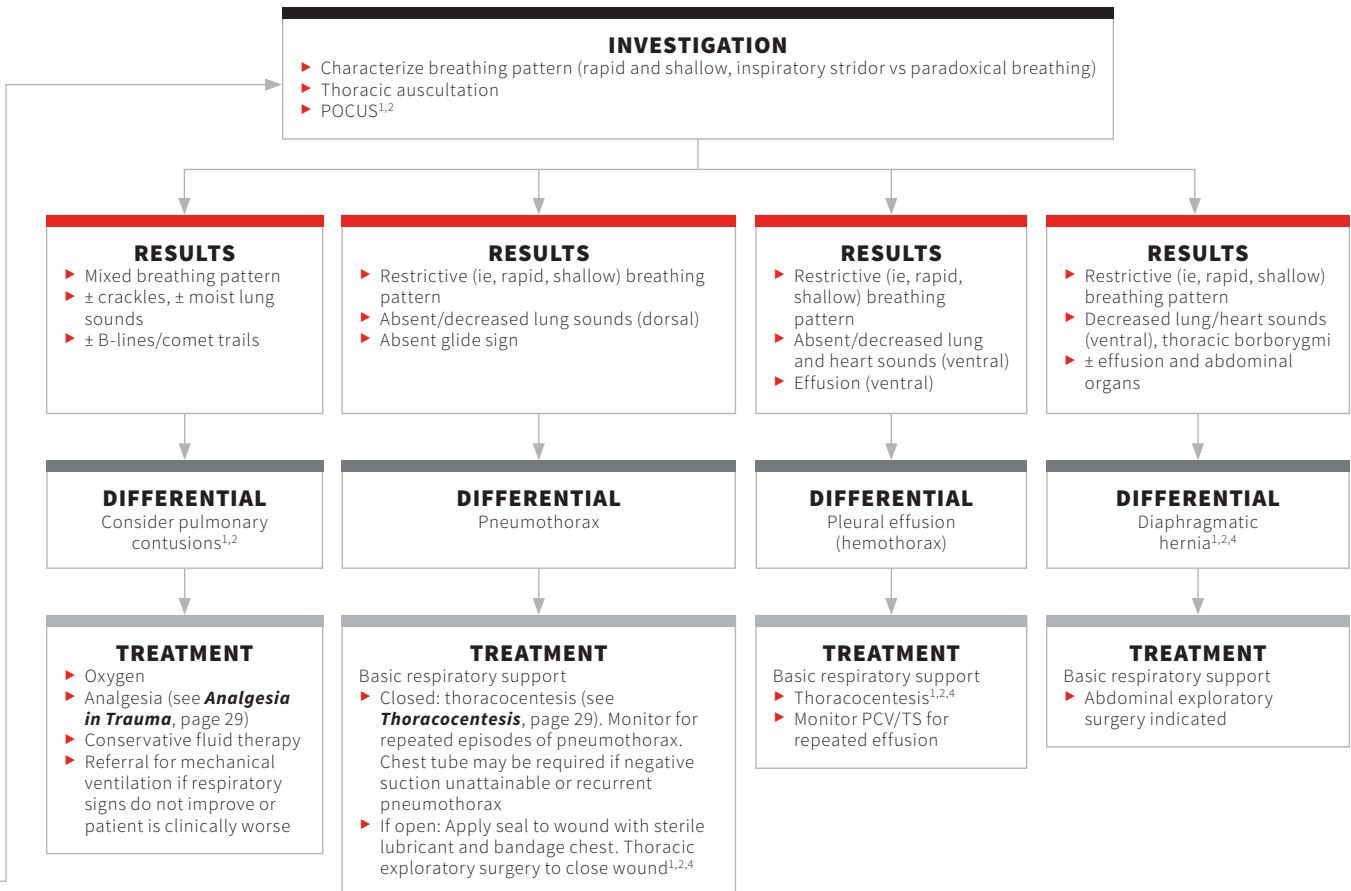 INVESTIGATION
► Characterize breathing pattern (rapid and shallow, inspiratory stridor vs paradoxical breathing)
► Thoracic auscultation
► POCUS1,2
RESULTS
► Mixed breathing pattern
► ± crackles, ± moist lung
sounds
► ± B-lines/comet trails
RESULTS
► Restrictive (ie, rapid, shallow) breathing
pattern
► Absent/decreased lung sounds (dorsal)
► Absent glide sign
RESULTS
► Restrictive (ie, rapid,
shallow) breathing
pattern
► Absent/decreased lung
and heart sounds (ventral)
► Effusion (ventral)
RESULTS
► Restrictive (ie, rapid, shallow)
breathing pattern
► Decreased lung/heart sounds
(ventral), thoracic borborygmi
► ± effusion and abdominal
organs
DIFFERENTIAL
Consider pulmonary
contusions1,2
DIFFERENTIAL
Pneumothorax
DIFFERENTIAL
Pleural effusion
(hemothorax)
DIFFERENTIAL
Diaphragmatic
hernia1,2,4
TREATMENT
► Oxygen
► Analgesia (see Analgesia
in Trauma, page 29)
► Conservative fluid therapy
► Referral for mechanical
ventilation if respiratory
signs do not improve or
patient is clinically worse
TREATMENT
Basic respiratory support
► Closed: thoracocentesis (see
Thoracocentesis, page 29). Monitor for
repeated episodes of pneumothorax.
Chest tube may be required if negative
suction unattainable or recurrent
pneumothorax
► If open: Apply seal to wound with sterile
lubricant and bandage chest. Thoracic
exploratory surgery to close wound1,2,4
TREATMENT
Basic respiratory support
► Thoracocentesis1,2,4
► Monitor PCV/TS for
repeated effusion
TREATMENT
Basic respiratory support
► Abdominal exploratory
surgery indicated